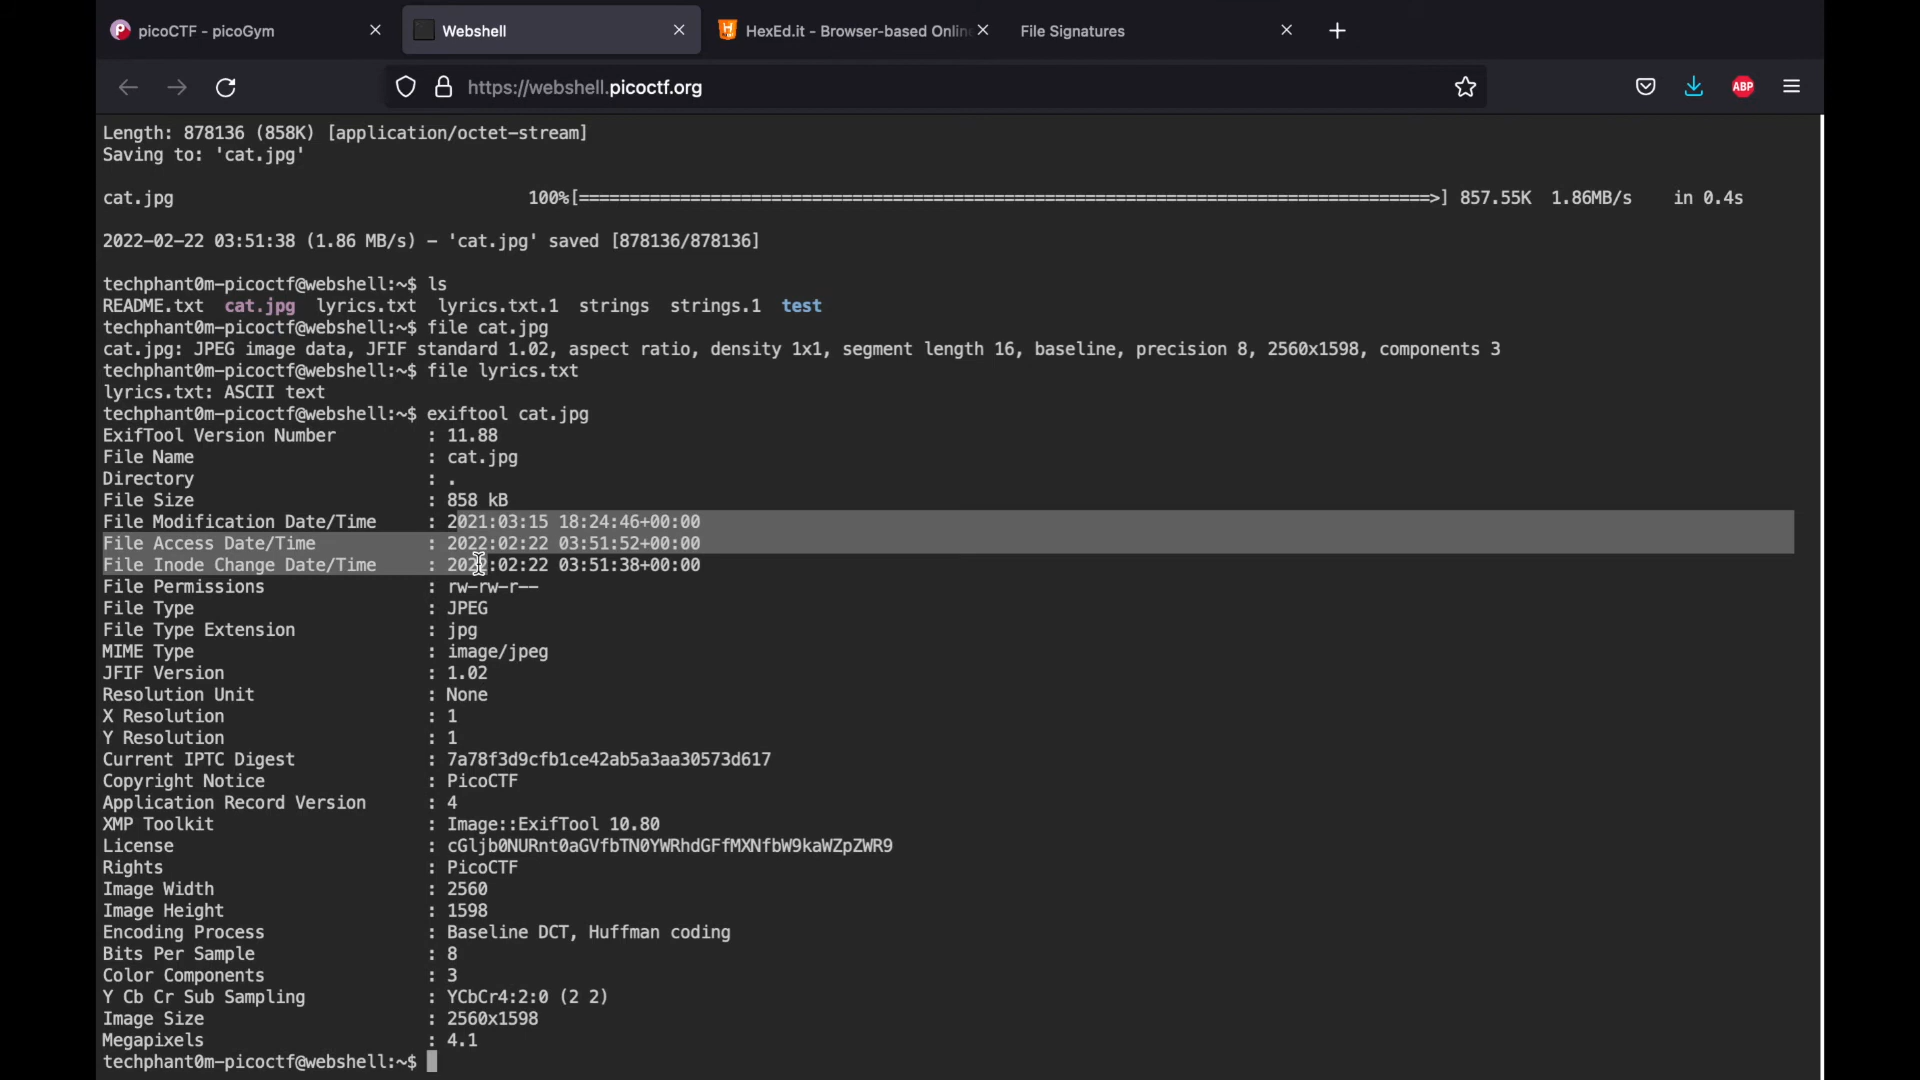 picoCTF - picoGym
Webshell
HexEd.it - Browser-based Onlin
File Signatures
https://webshell.picoctf.org
ABP
Length: 878136 (858K) [application/octet-stream]
Saving to: 'cat.jpg'
cat.jpg 100%[====================================================================================>] 857.55K 1.86MB/s in 0.4s
2022-02-22 03:51:38 (1.86 MB/s) - 'cat.jpg' saved [878136/878136]
techphant0m-picoctf@webshell:~$ ls
README.txt cat.jpg lyrics.txt lyrics.txt.1 strings strings.1 test
techphant0m-picoctf@webshell:~$ file cat.jpg
cat.jpg: JPEG image data, JFIF standard 1.02, aspect ratio, density 1x1, segment length 16, baseline, precision 8, 2560x1598, components 3
techphant0m-picoctf@webshell:~$ file lyrics.txt
lyrics.txt: ASCII text
techphant0m-picoctf@webshell:~$ exiftool cat.jpg
ExifTool Version Number : 11.88
File Name : cat.jpg
Directory : .
File Size : 858 kB
File Modification Date/Time : 2021:03:15 18:24:46+00:00
File Access Date/Time : 2022:02:22 03:51:52+00:00
File Inode Change Date/Time : 2022:02:22 03:51:38+00:00
File Permissions : rw-rw-r--
File Type : JPEG
File Type Extension : jpg
MIME Type : image/jpeg
JFIF Version : 1.02
Resolution Unit : None
X Resolution : 1
Y Resolution : 1
Current IPTC Digest : 7a78f3d9cfb1ce42ab5a3aa30573d617
Copyright Notice : PicoCTF
Application Record Version : 4
XMP Toolkit : Image::ExifTool 10.80
License : cGljb0NURnt0aGVfbTN0YWRhdGFfMXNfbW9kaWZpZWR9
Rights : PicoCTF
Image Width : 2560
Image Height : 1598
Encoding Process : Baseline DCT, Huffman coding
Bits Per Sample : 8
Color Components : 3
Y Cb Cr Sub Sampling : YCbCr4:2:0 (2 2)
Image Size : 2560x1598
Megapixels : 4.1
techphant0m-picoctf@webshell:~$